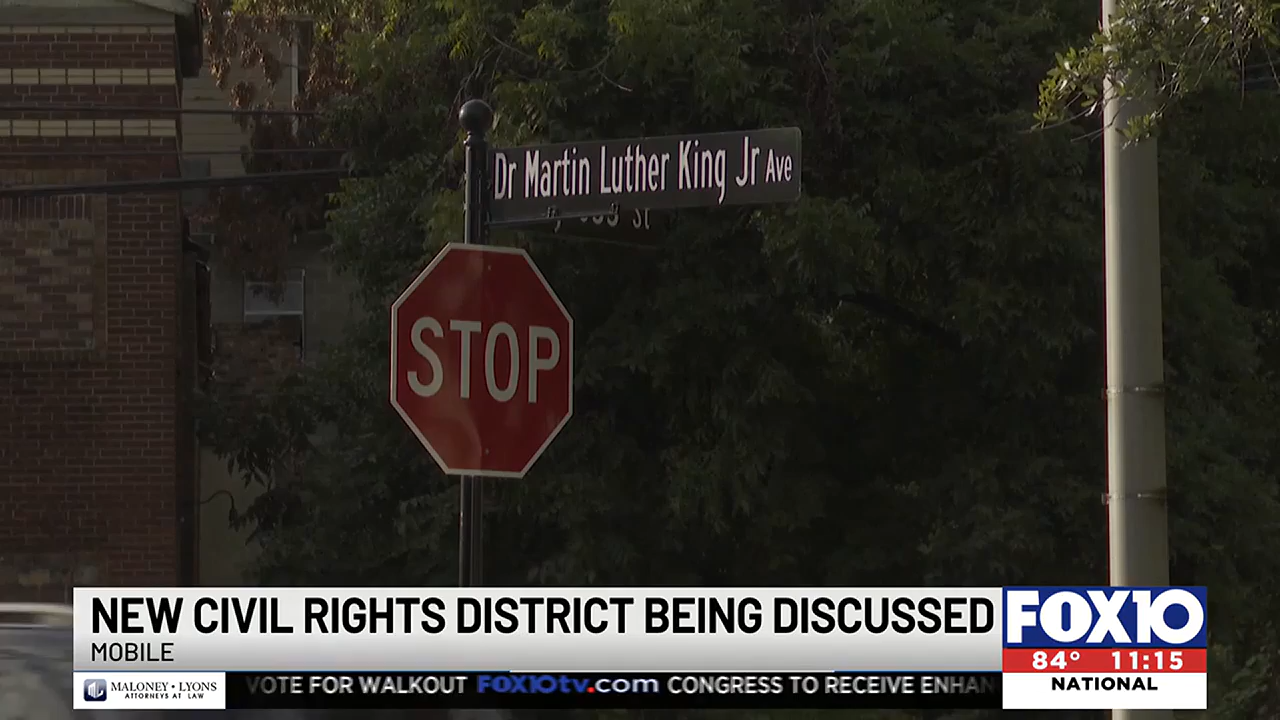 Dr Martin Luther King Jr Ave
St
STOP
NEW CIVIL RIGHTS DISTRICT BEING DISCUSSED
MOBILE
FOX10
84° 11:15
NATIONAL
MALONEY • LYONS
ATTORNEYS AT LAW
VOTE FOR WALKOUT FOX10tv.com CONGRESS TO RECEIVE